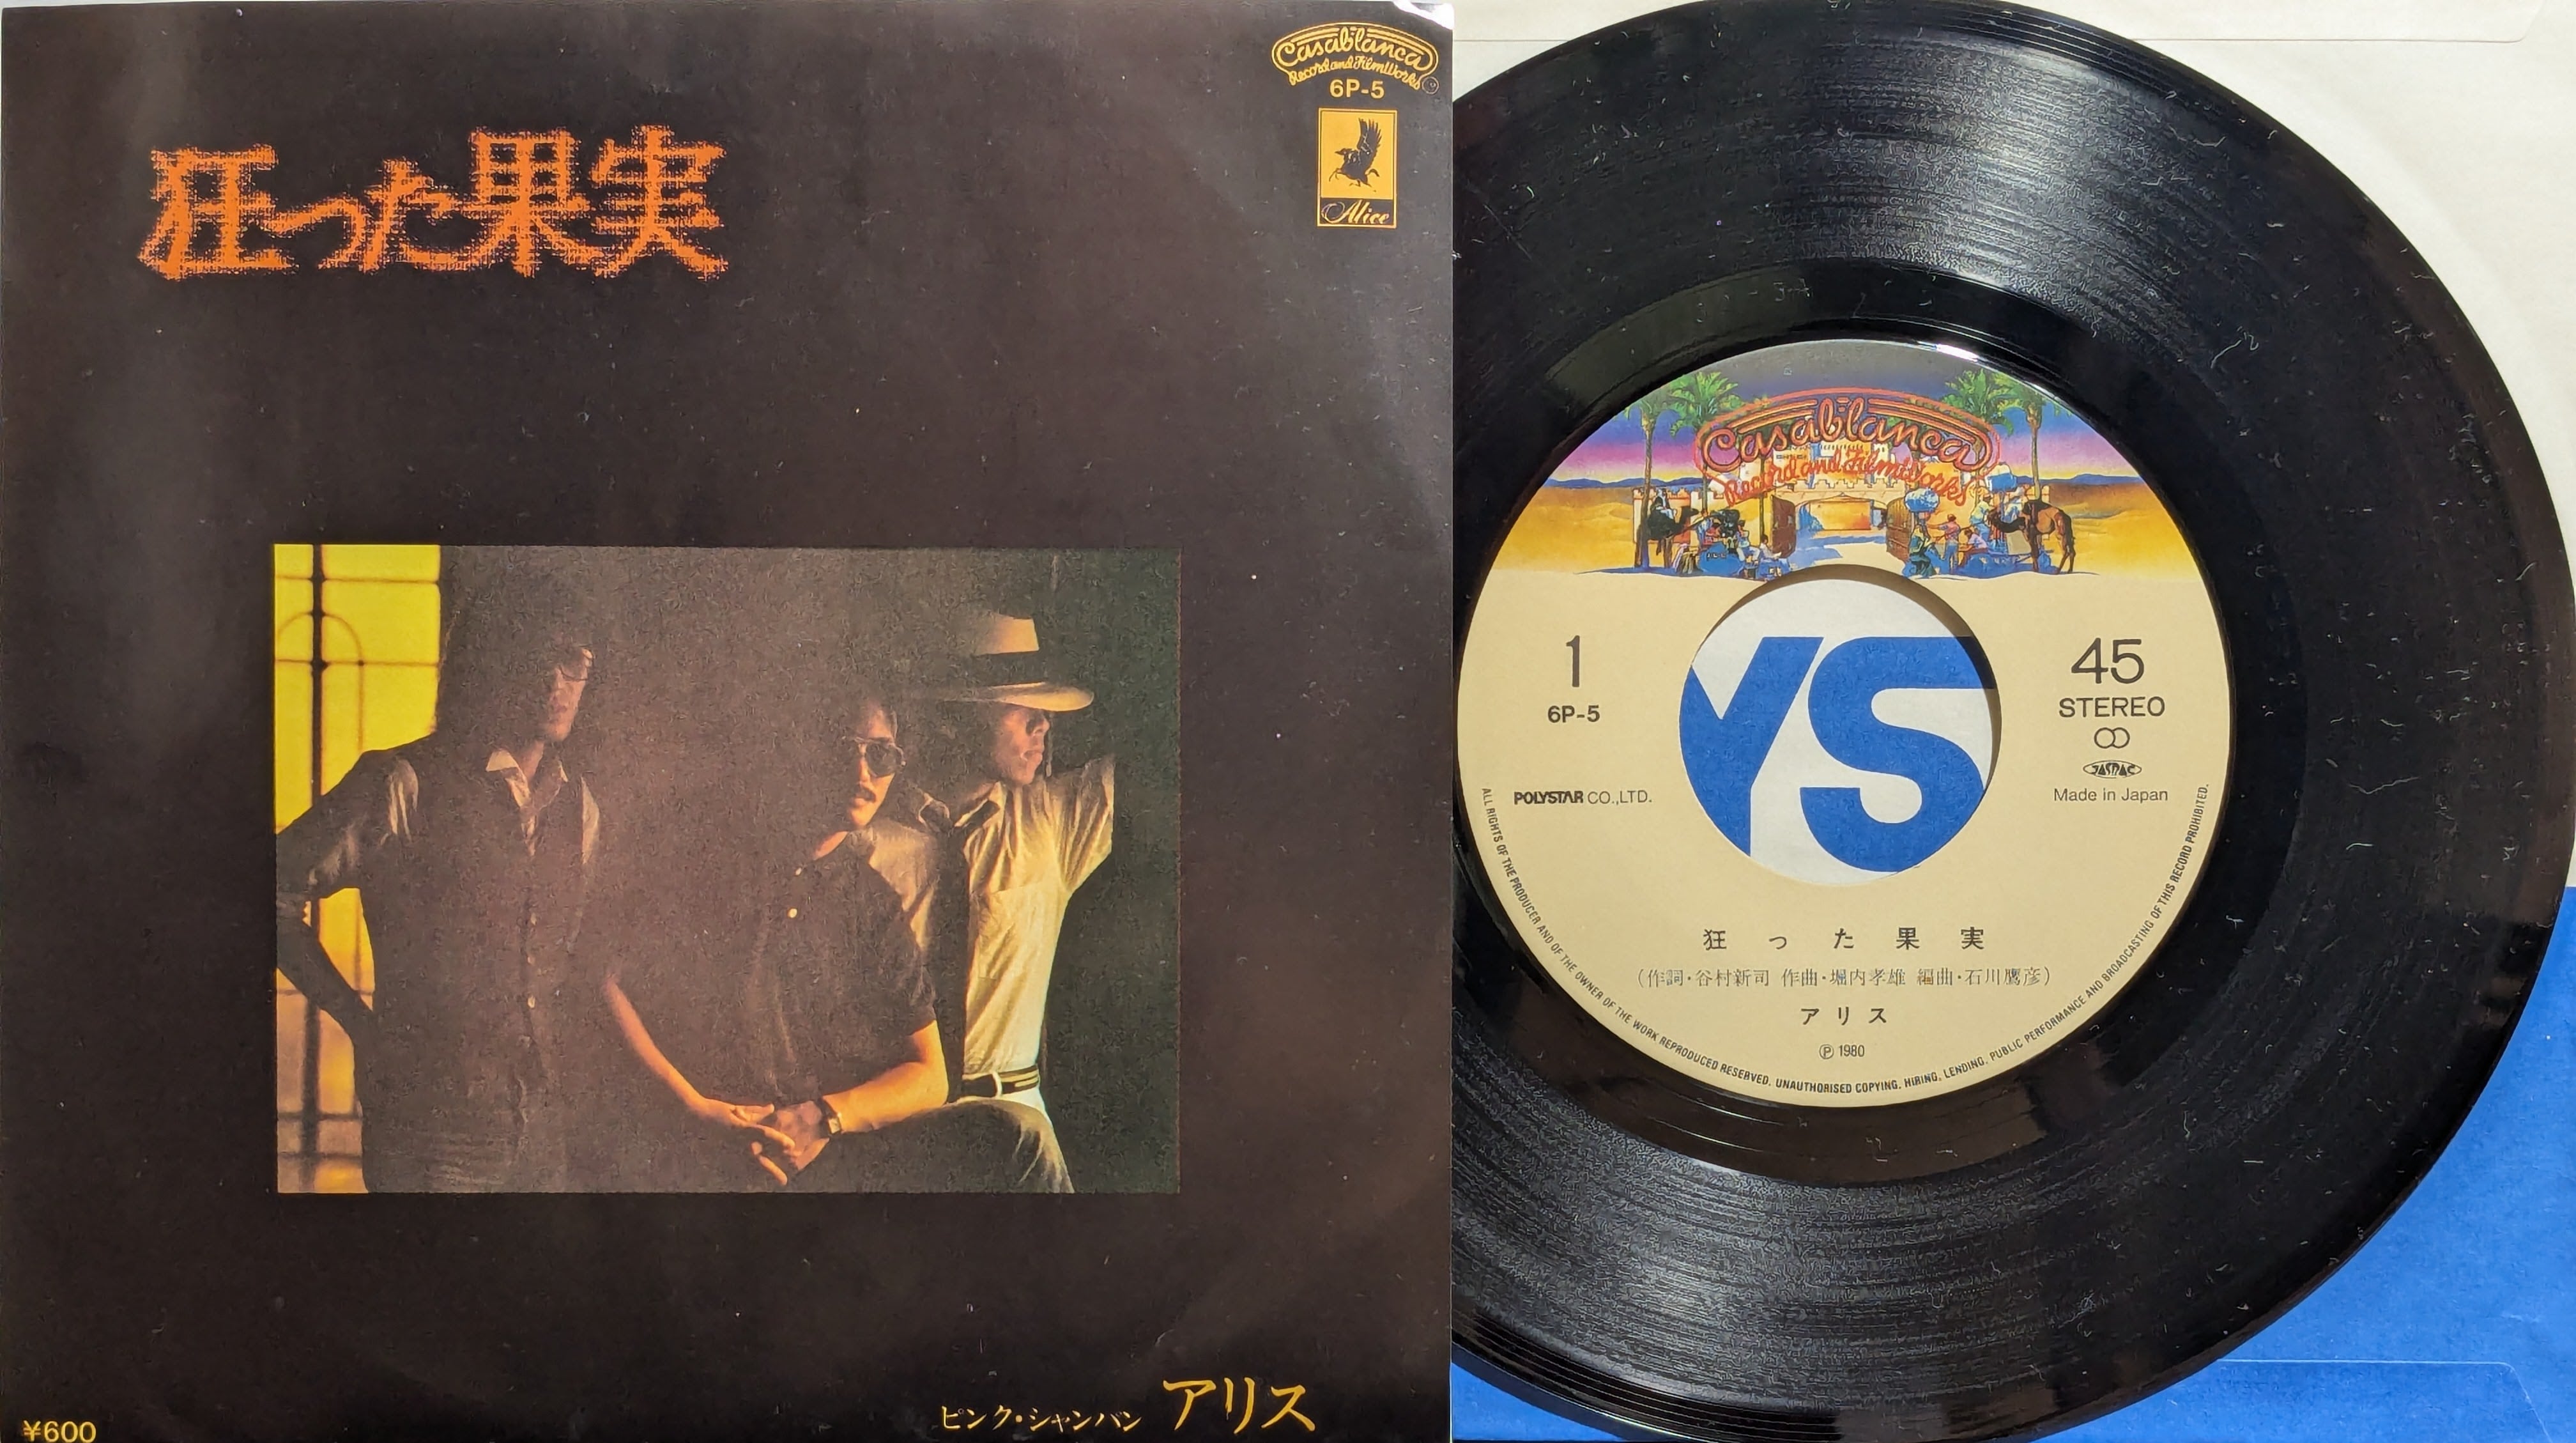 狂った果実
Casablanca
Record and FilmWorks
6P-5
Alice
ピンク・シャンパン アリス
¥600
Casablanca
Record and FilmWorks
1
6P-5
45
STEREO
JASRAC
POLYSTAR CO.,LTD.
Made in Japan
YS
狂った果実
(作詞・谷村新司 作曲・堀内孝雄 編曲・石川鷹彦)
アリス
Ⓟ 1980
ALL RIGHTS OF THE PRODUCER AND OF THE OWNER OF THE WORK REPRODUCED RESERVED. UNAUTHORISED COPYING, HIRING, LENDING, PUBLIC PERFORMANCE AND BROADCASTING OF THIS RECORD PROHIBITED.